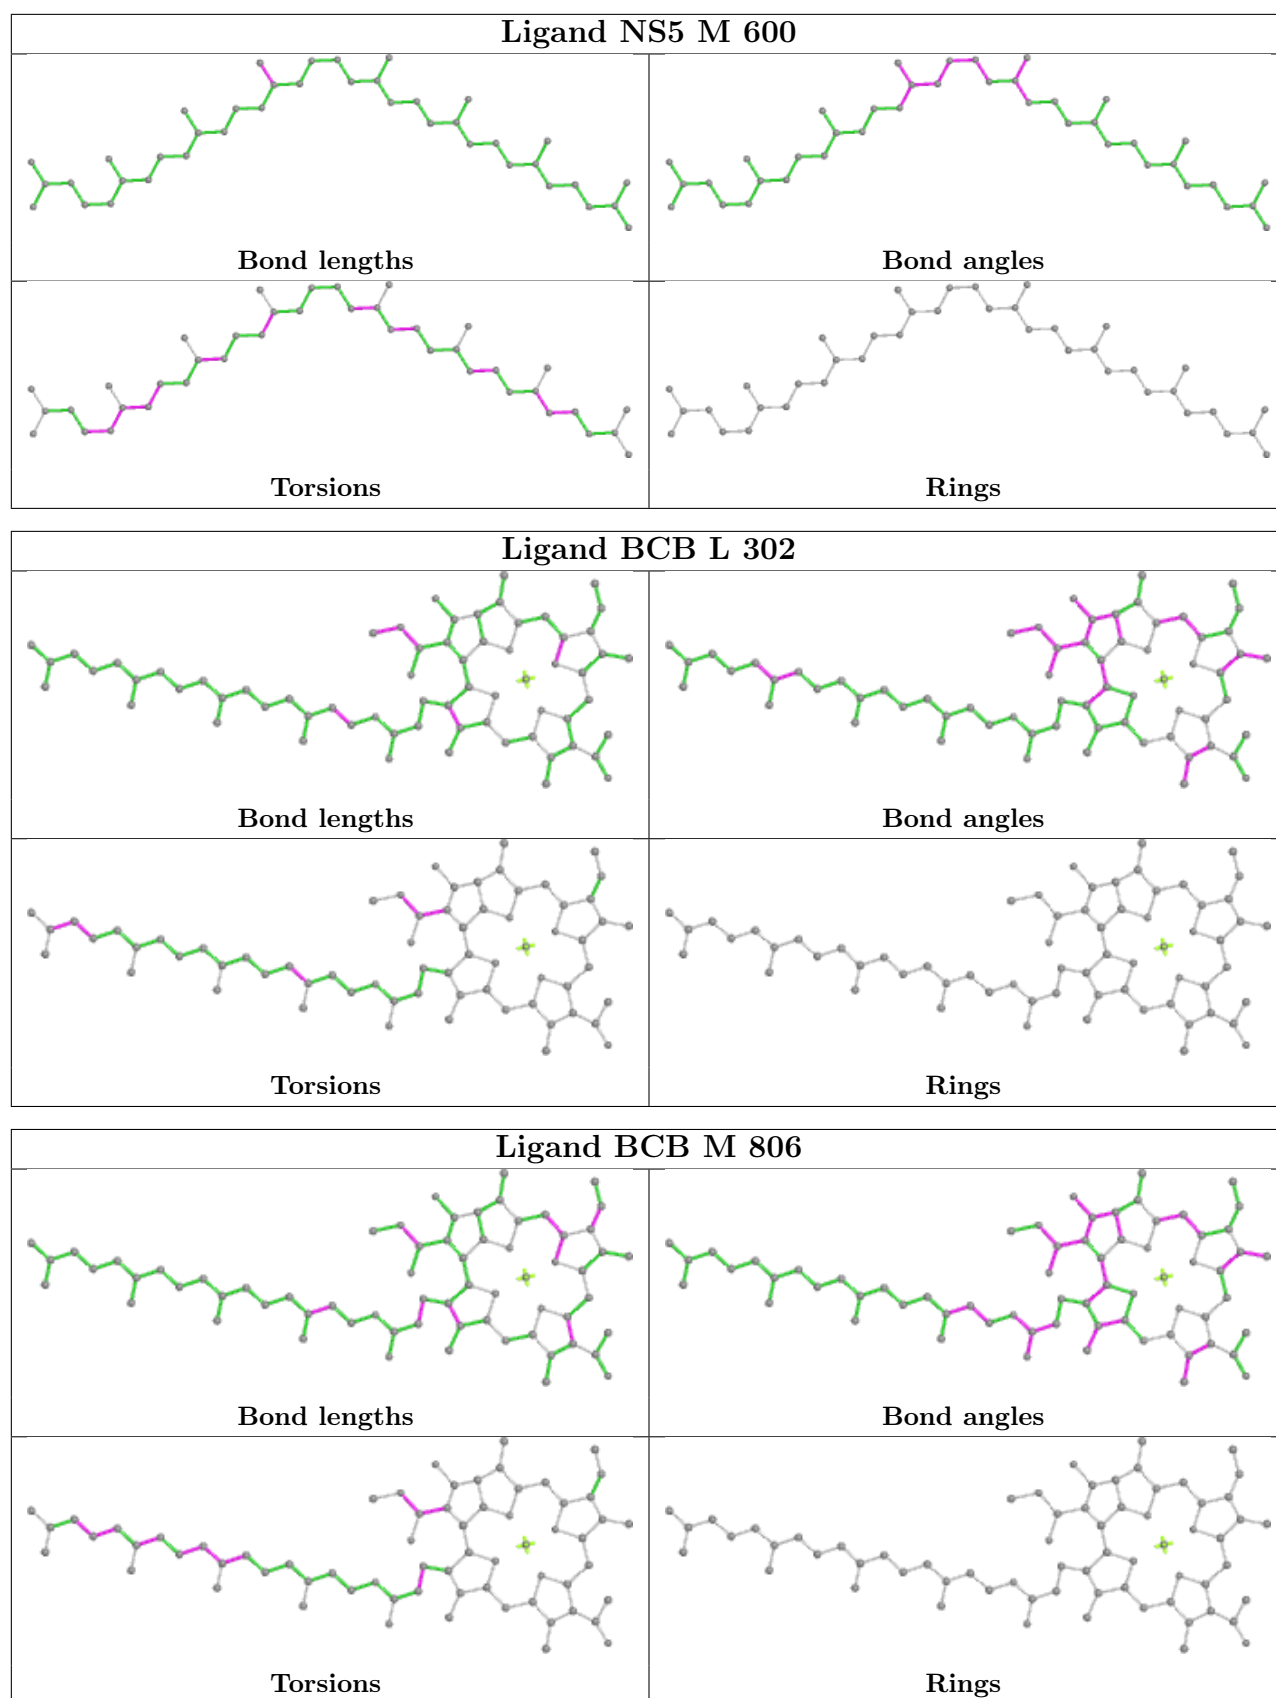 Ligand NS5 M 600
Bond lengths
Bond angles
Torsions
Rings
Ligand BCB L 302
Bond lengths
Bond angles
Torsions
Rings
Ligand BCB M 806
Bond lengths
Bond angles
Torsions
Rings